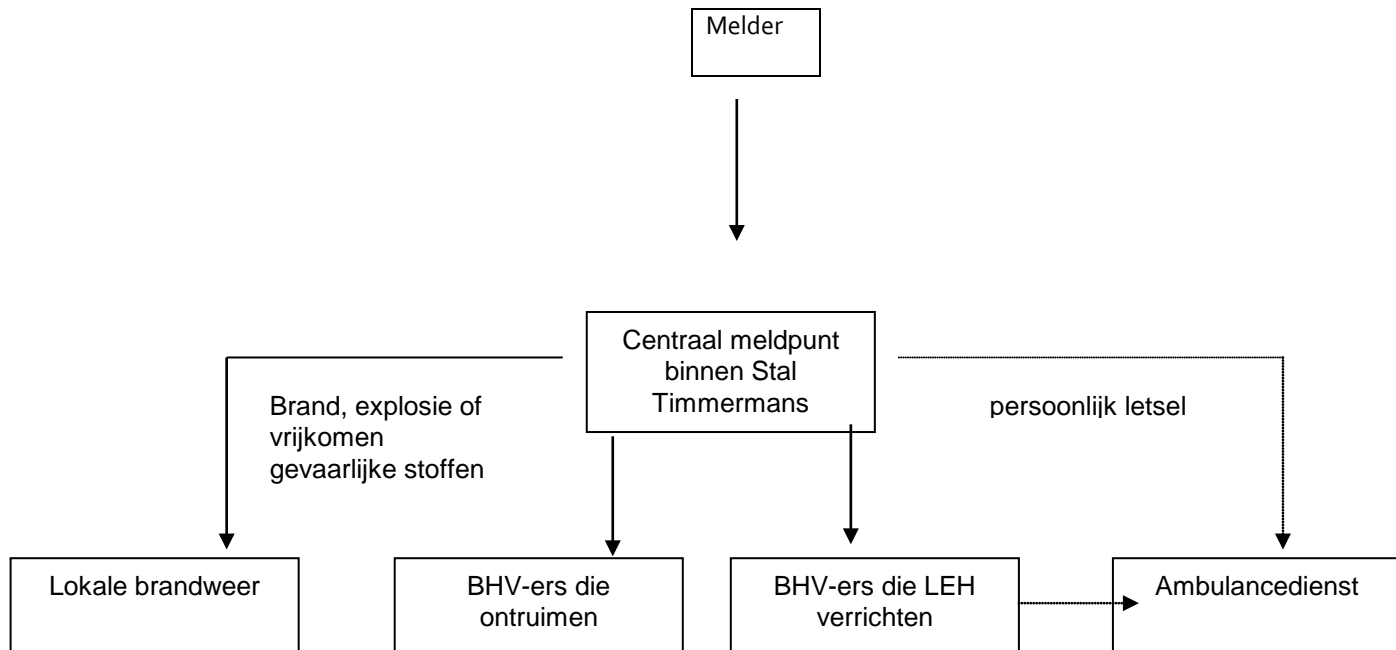 Melder
Centraal meldpunt
binnen Stal
Timmermans
Brand, explosie of
vrijkomen
gevaarlijke stoffen
persoonlijk letsel
Lokale brandweer
BHV-ers die
ontruimen
BHV-ers die LEH
verrichten
Ambulancedienst